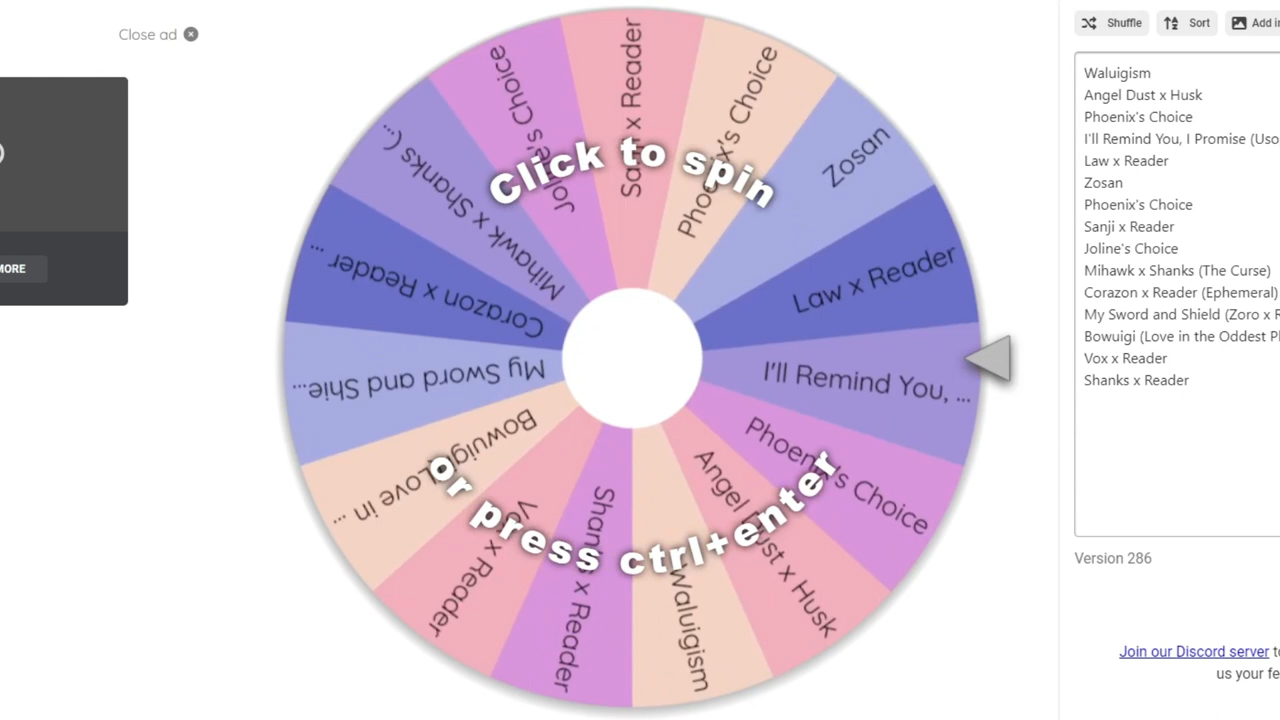 Close ad
MORE
Click to spin
or press ctrl+enter
Joline's Choice
Sanji x Reader
Phoenix's Choice
Zosan
Law x Reader
I'll Remind You, ...
Phoenix's Choice
Angel Dust x Husk
Waluigism
Shanks x Reader
Vox x Reader
Bowuigi (Love in ...
My Sword and Shie...
Corazon x Reader ...
Mihawk x Shanks (...
Shuffle
Sort
Add in
Waluigism
Angel Dust x Husk
Phoenix's Choice
I'll Remind You, I Promise (Uso
Law x Reader
Zosan
Phoenix's Choice
Sanji x Reader
Joline's Choice
Mihawk x Shanks (The Curse)
Corazon x Reader (Ephemeral)
My Sword and Shield (Zoro x R
Bowuigi (Love in the Oddest Pl
Vox x Reader
Shanks x Reader
Version 286
Join our Discord server to
us your fe